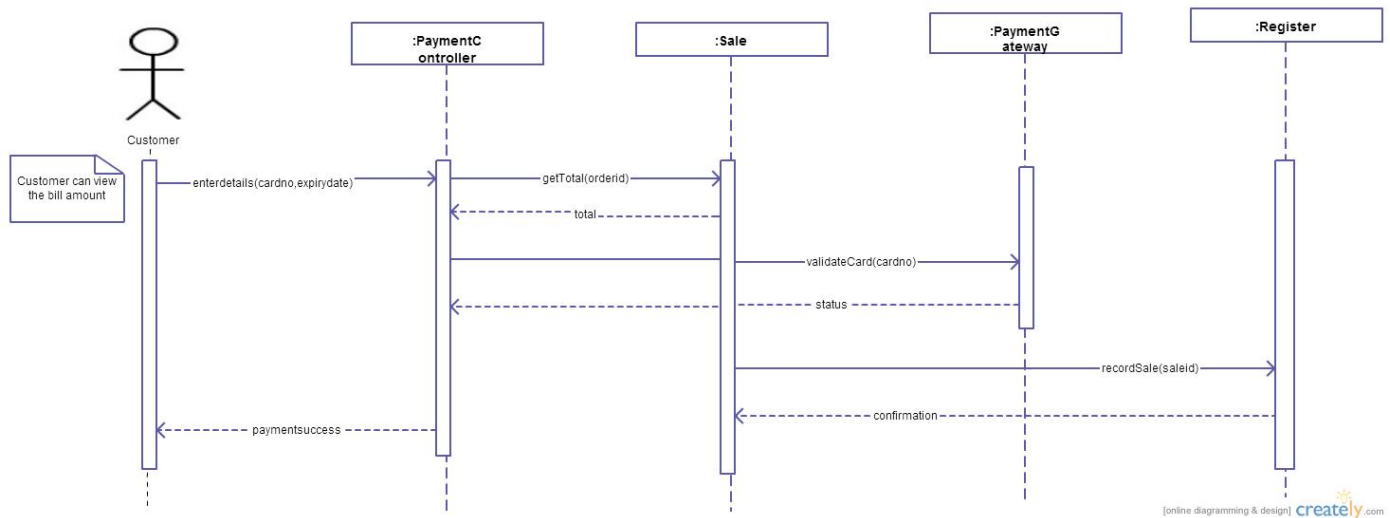 :PaymentC
ontroller
:Sale
:PaymentG
ateway
:Register
Customer
Customer can view
the bill amount
enterdetails(cardno,expirydate)
getTotal(orderid)
total
validateCard(cardno)
status
recordSale(saleid)
confirmation
paymentsuccess
[online diagramming & design] creately.com